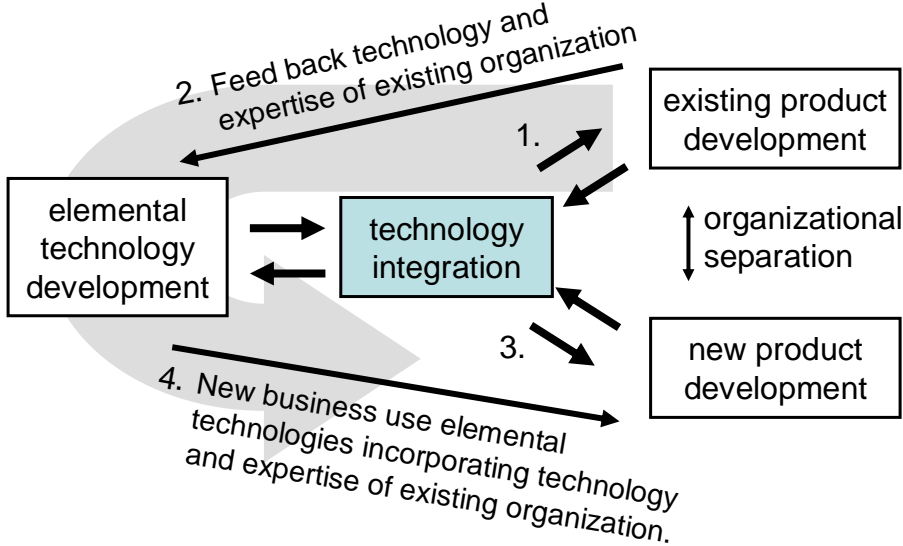 2. Feed back technology and
expertise of existing organization
existing product
development
1.
elemental
technology
development
technology
integration
organizational
separation
3.
new product
development
4. New business use elemental
technologies incorporating technology
and expertise of existing organization.